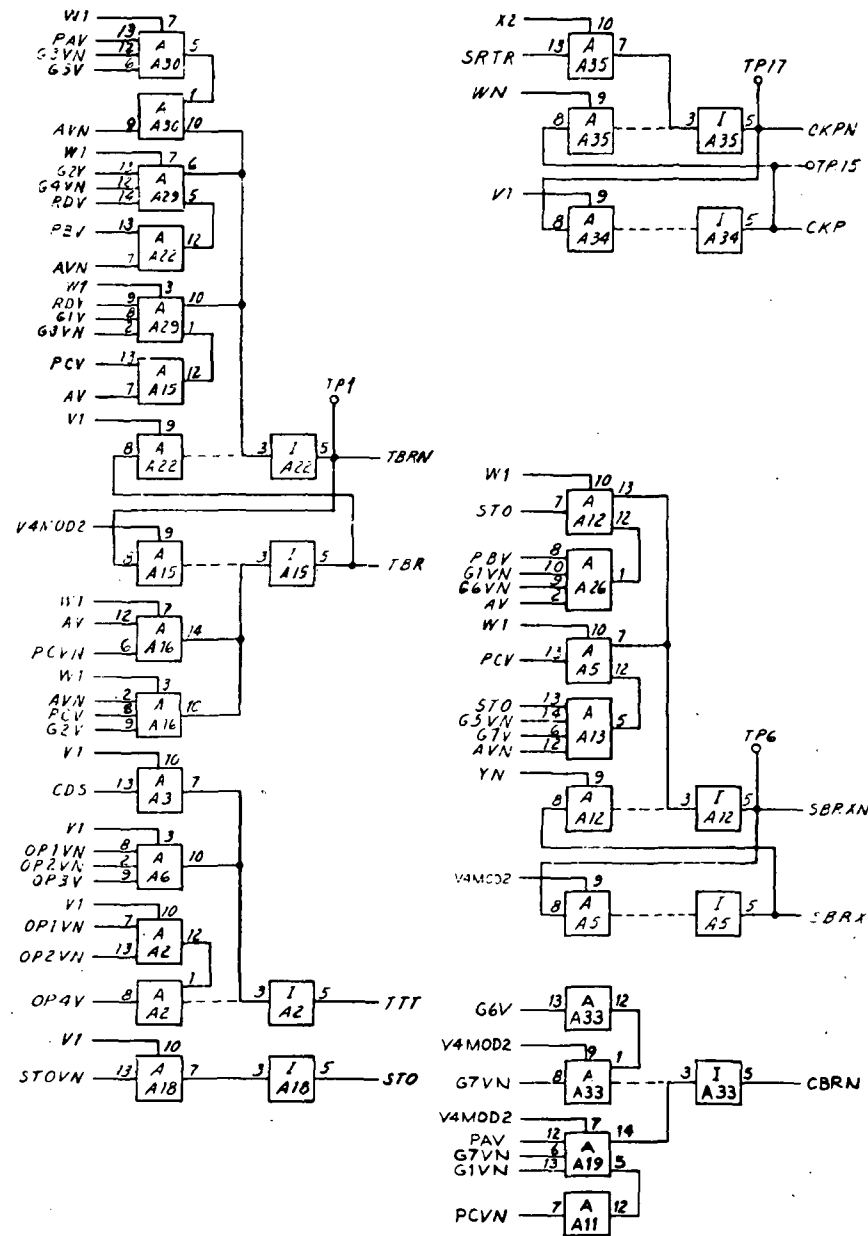 W1 7
PAV 13 A 5
G3VN 12
G5V 6 A30
1
A
AVN 9 A30 10
W1 7 6
G2V 13 A
G4VN 12 5
RDV 14 A29
PBV 13 A 12
AVN 7 A22
W1 3
RDV 9 A 10
G1V 8 1
G3VN 2 A29
PCV 13 A 12
AV 7 A15
TP1
V1 9
8 A A22 3 I A22 5 TBRN
V4MOD2 9
8 A A15 3 I A15 5 TBR
W1 7
AV 12 A 14
PCVN 6 A16
W1 3
AVN 2 A 10
PCV 8
G2V 9 A16
V1 10
CDS 13 A A3 7
V1 3
OP1VN 8 A 10
OP2VN 2
OP3V 9 A6
V1 10
OP1VN 7 A 12
OP2VN 13 A2
1
OP4V 8 A A2 3 I A2 5 TTT
V1 10
STOVN 13 A A18 7 3 I A18 5 STO
X2 10
SRTR 13 A A35 7
TP17
WN 9
8 A A35 3 I A35 5 CKPN
TP15
V1 9
8 A A34 I A34 5 CKP
W1 10 13
STO 7 A A12 12
PBV 8 A
G1VN 10 1
G6VN 9 A26
AV 2
W1 10 7
PCV 13 A A5 12
STO 13 A
G5VN 14 5
G7V 6 A13
AVN 12
TP6
YN 9
8 A A12 3 I A12 5 SBRXN
V4MOD2 9
8 A A5 I A5 5 SBRX
G6V 13 A A33 12
V4MOD2 9 1
G7VN 8 A A33 3 I A33 5 CBRN
V4MOD2 7
PAV 12 A 14
G7VN 6 5
G1VN 13 A19
PCVN 7 A A11 12